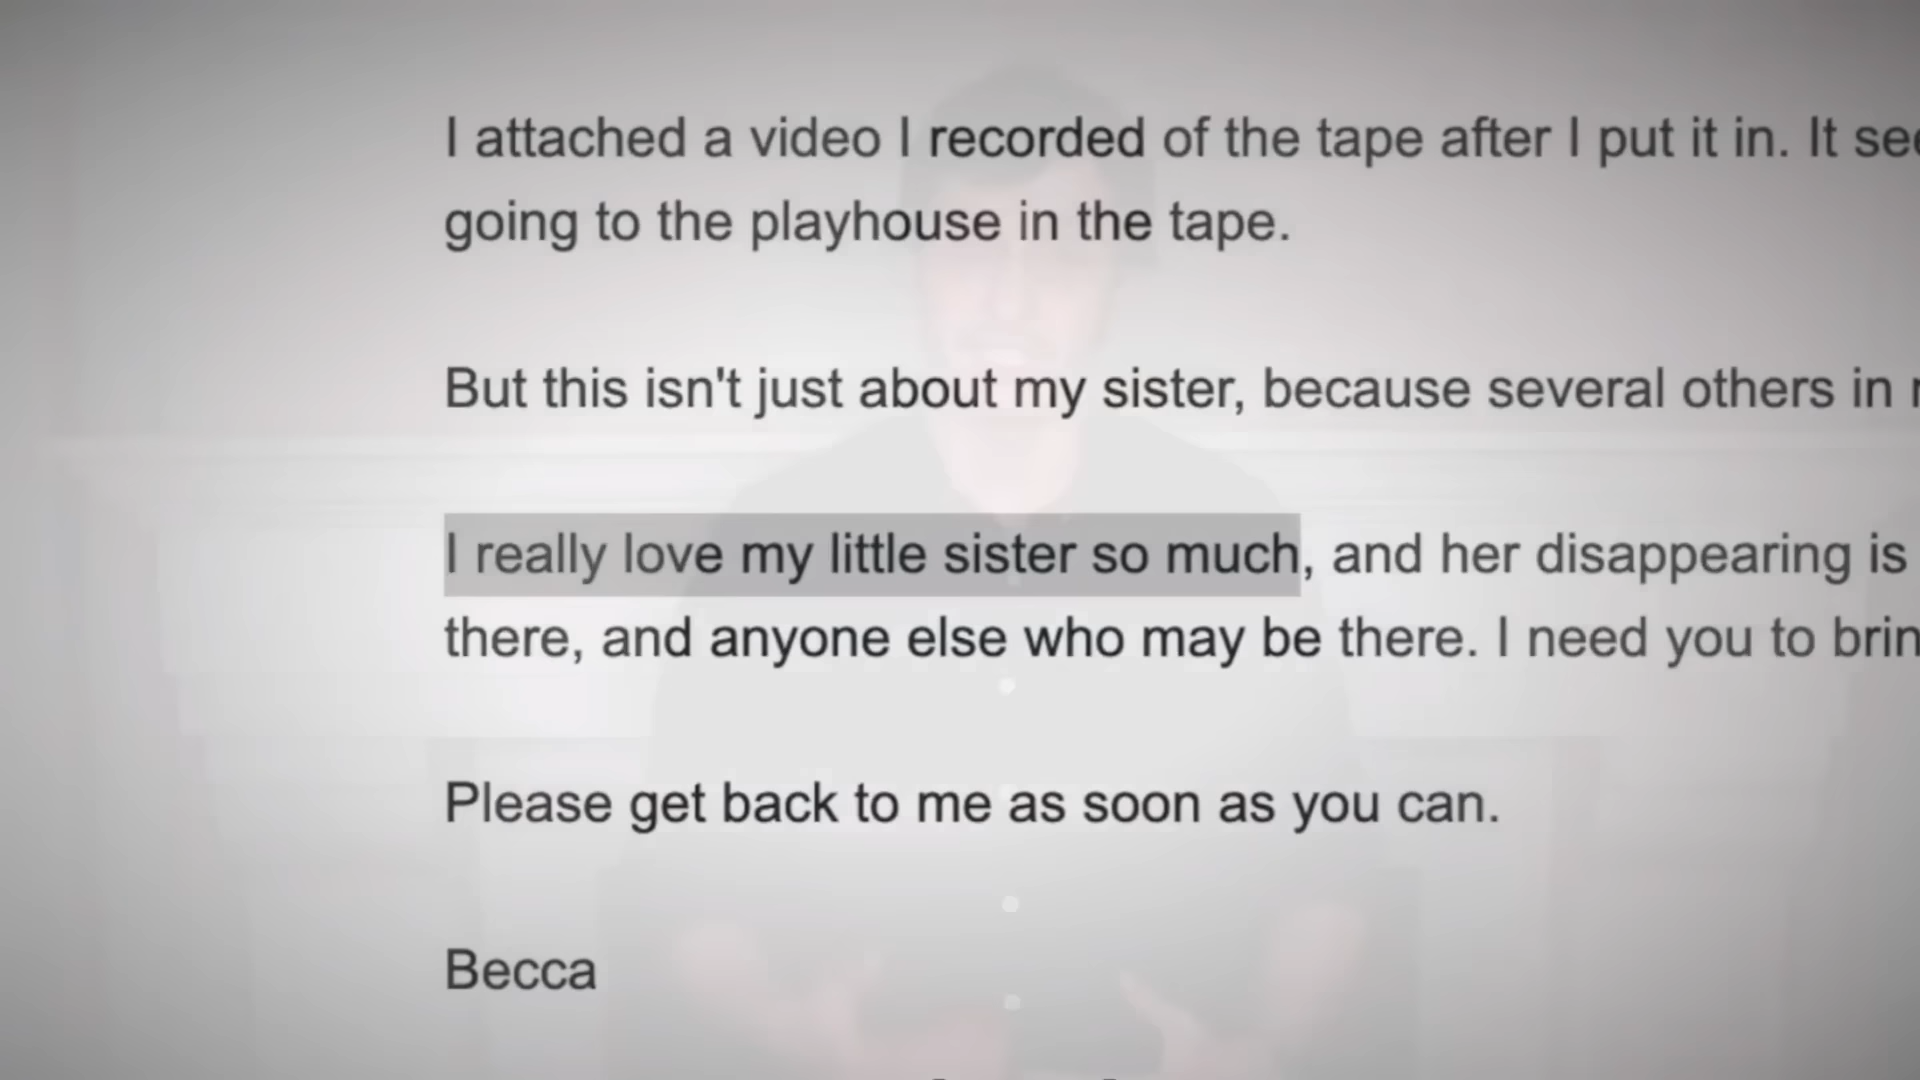 I attached a video I recorded of the tape after I put it in. It
going to the playhouse in the tape.
But this isn't just about my sister, because several others in
I really love my little sister so much, and her disappearing is
there, and anyone else who may be there. I need you to
Please get back to me as soon as you can.
Becca